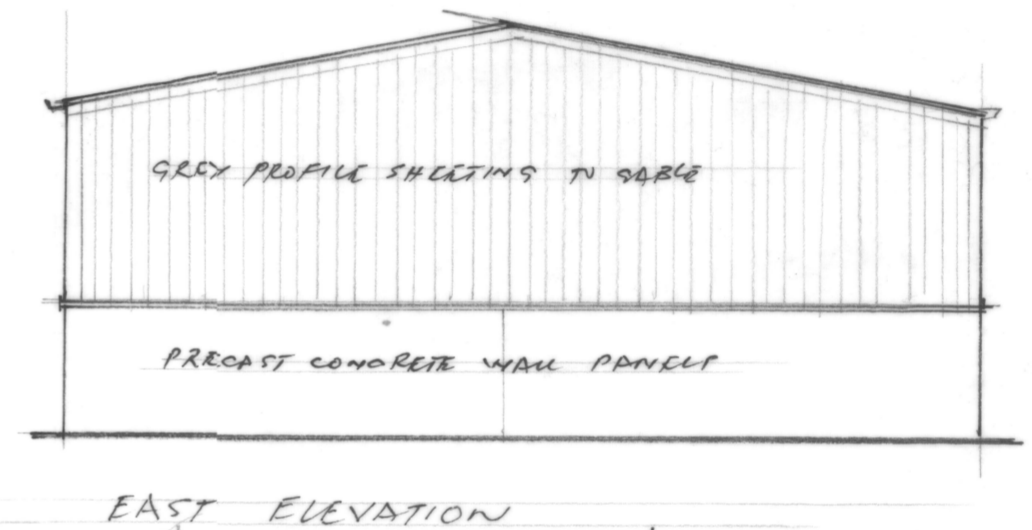 GREY PROFILE SHEETING TO GABLE
PRECAST CONCRETE WALL PANELS
EAST ELEVATION